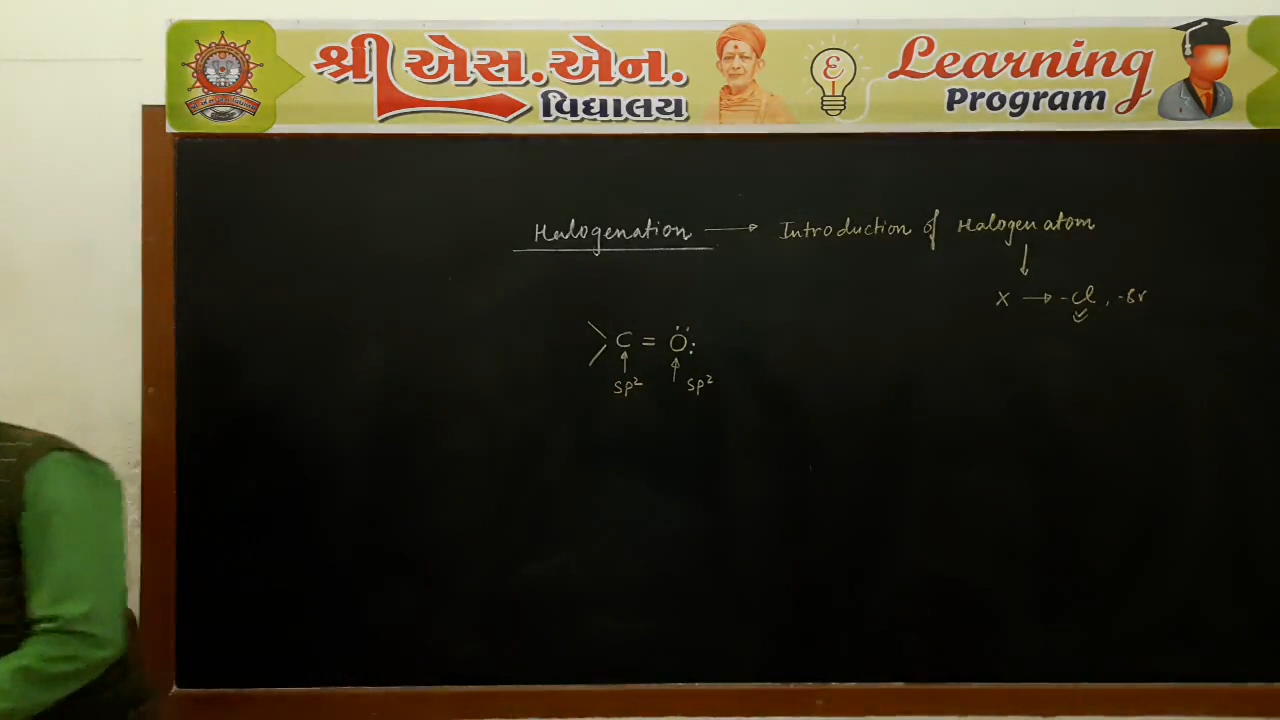 શ્રી એસ.એન.
વિદ્યાલય
Learning
Program
Halogenation → Introduction of Halogen atom
↓
X → -Cl, -Br
>C = Ö:
sp² sp²